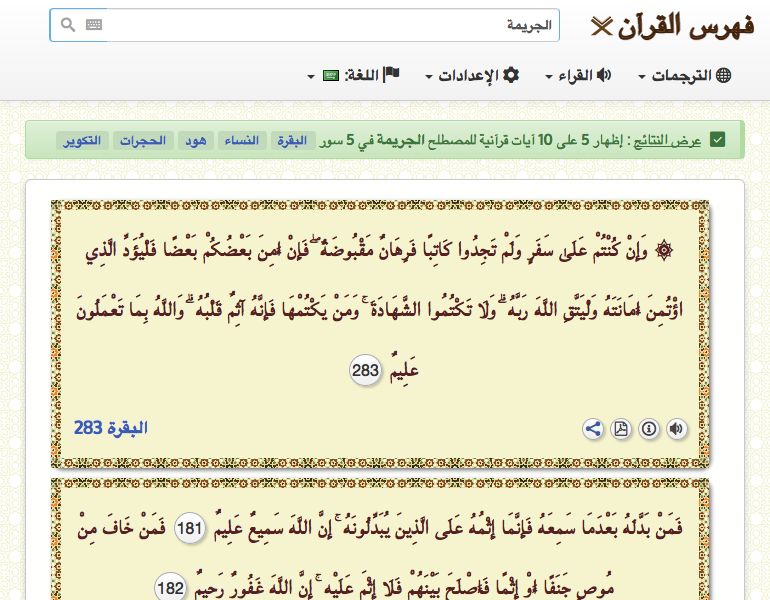 فهرس القرآن
الجريمة
الترجمات القراء الإعدادات اللغة:
عرض النتائج : إظهار 5 على 10 آيات قرآنية للمصطلح الجريمة في 5 سور البقرة النساء هود الحجرات التكوير
۞ وَإِنْ كُنْتُمْ عَلَىٰ سَفَرٍ وَلَمْ تَجِدُوا كَاتِبًا فَرِهَانٌ مَقْبُوضَةٌ ۖ فَإِنْ أَمِنَ بَعْضُكُمْ بَعْضًا فَلْيُؤَدِّ الَّذِي
اؤْتُمِنَ أَمَانَتَهُ وَلْيَتَّقِ اللَّهَ رَبَّهُ ۗ وَلَا تَكْتُمُوا الشَّهَادَةَ ۚ وَمَنْ يَكْتُمْهَا فَإِنَّهُ آثِمٌ قَلْبُهُ ۗ وَاللَّهُ بِمَا تَعْمَلُونَ
عَلِيمٌ 283
البقرة 283
فَمَنْ بَدَّلَهُ بَعْدَمَا سَمِعَهُ فَإِنَّمَا إِثْمُهُ عَلَى الَّذِينَ يُبَدِّلُونَهُ ۚ إِنَّ اللَّهَ سَمِيعٌ عَلِيمٌ 181 فَمَنْ خَافَ مِنْ
مُوصٍ جَنَفًا أَوْ إِثْمًا فَأَصْلَحَ بَيْنَهُمْ فَلَا إِثْمَ عَلَيْهِ ۚ إِنَّ اللَّهَ غَفُورٌ رَحِيمٌ 182